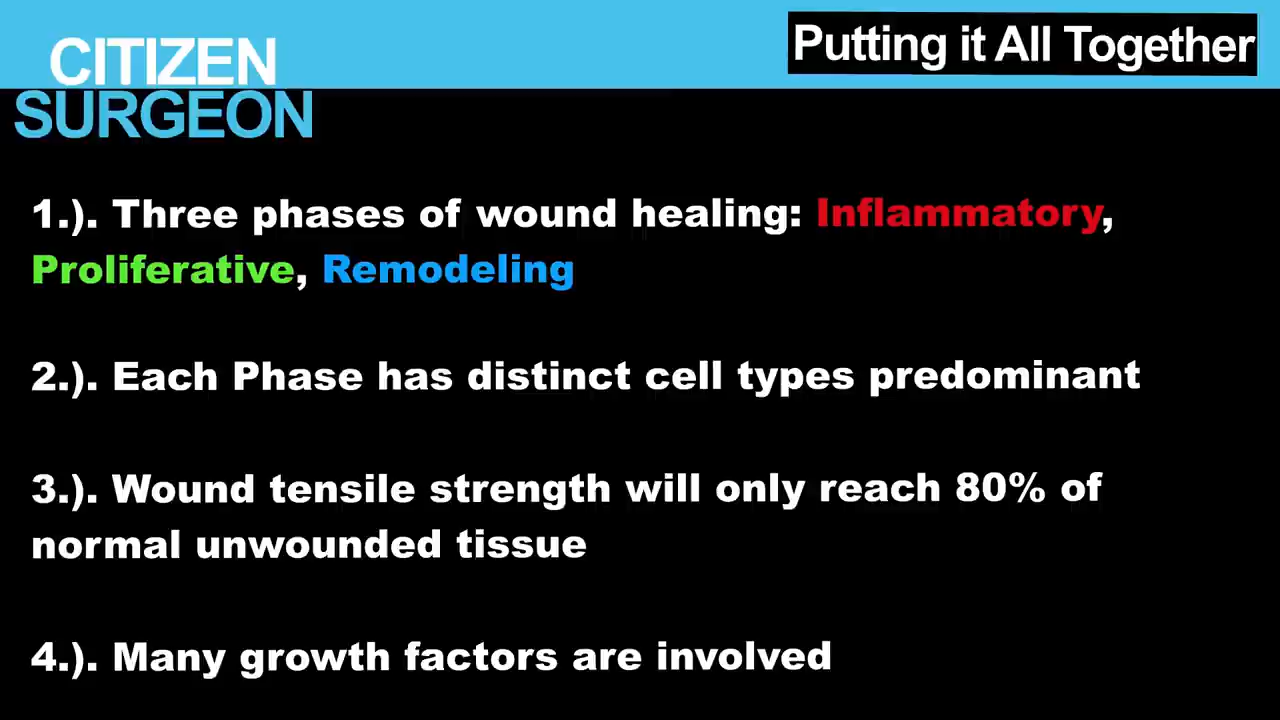 CITIZEN
SURGEON
Putting it All Together
1.). Three phases of wound healing: Inflammatory,
Proliferative, Remodeling
2.). Each Phase has distinct cell types predominant
3.). Wound tensile strength will only reach 80% of
normal unwounded tissue
4.). Many growth factors are involved